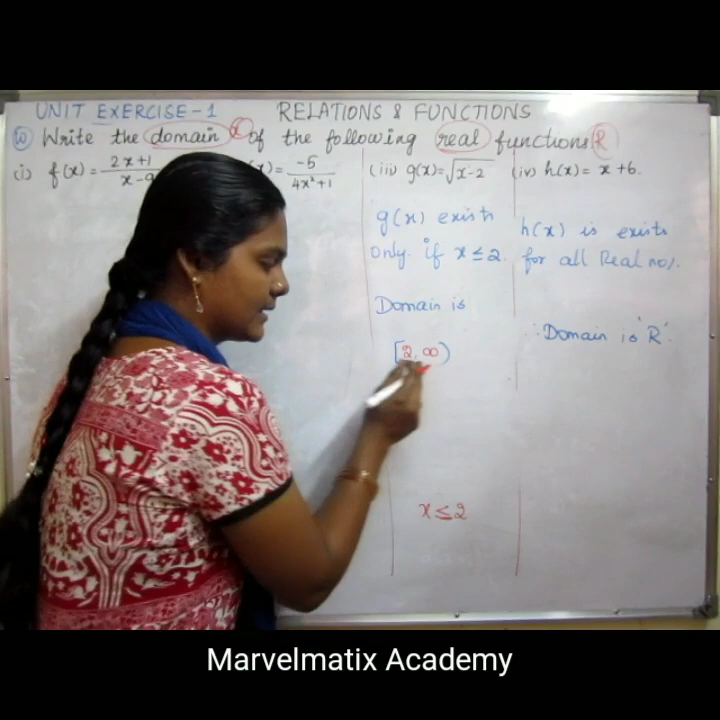 UNIT EXERCISE-1 RELATIONS & FUNCTIONS
10 Write the domain x of the following real functions R
(i) f(x)= 2x+1 / x-9 (x)= -5 / 4x²+1 (iii) g(x)=√x-2 (iv) h(x)= x+6.
g(x) exists
only if x≤2.
Domain is
[2, ∞)
x≤2
h(x) is exists
for all Real no/.
∴ Domain is 'R'.
Marvelmatix Academy